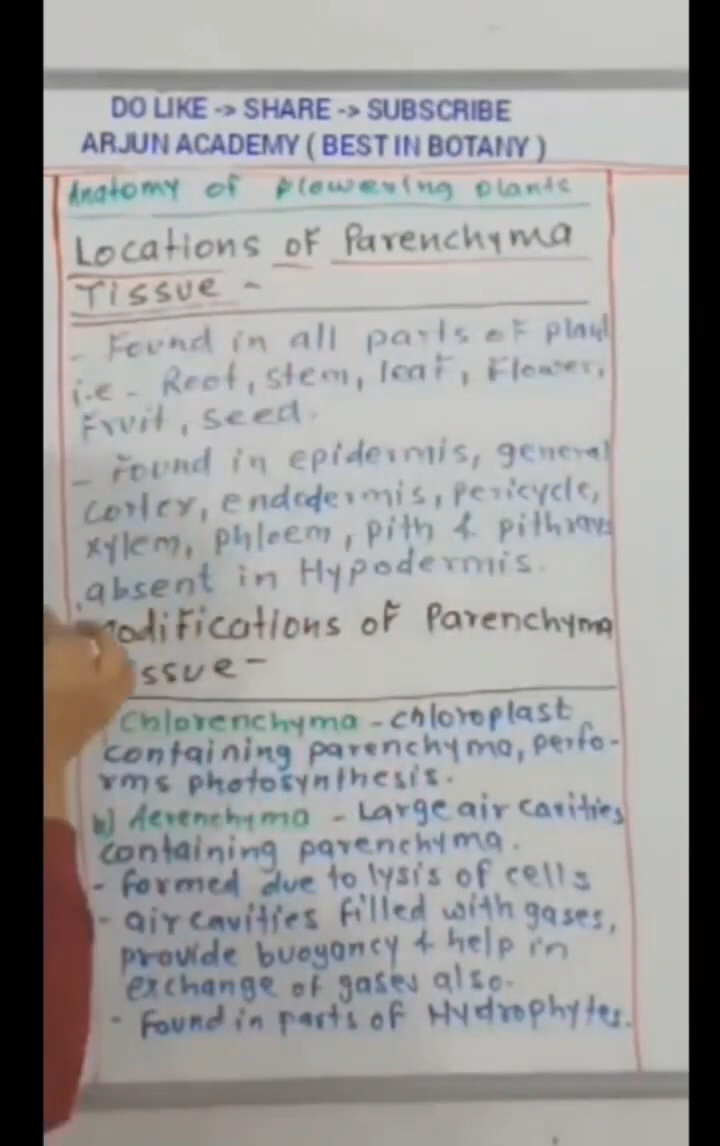 DO LIKE -> SHARE -> SUBSCRIBE
ARJUN ACADEMY ( BEST IN BOTANY )
Anatomy of Flowering plants
Locations of Parenchyma
Tissue -
- Found in all parts of plant
i.e - Root, stem, leaf, Flower,
Fruit, seed.
- Found in epidermis, general
cortex, endodermis, pericycle,
xylem, phloem, pith & pithrays
absent in Hypodermis.
odifications of Parenchyma
issue -
Chlorenchyma - chloroplast
containing parenchyma, perfo-
rms photosynthesis.
b) Aerenchyma - Large air cavities
containing parenchyma.
- formed due to lysis of cells
- air cavities filled with gases,
provide buoyancy & help in
exchange of gases also.
- Found in parts of Hydrophytes.